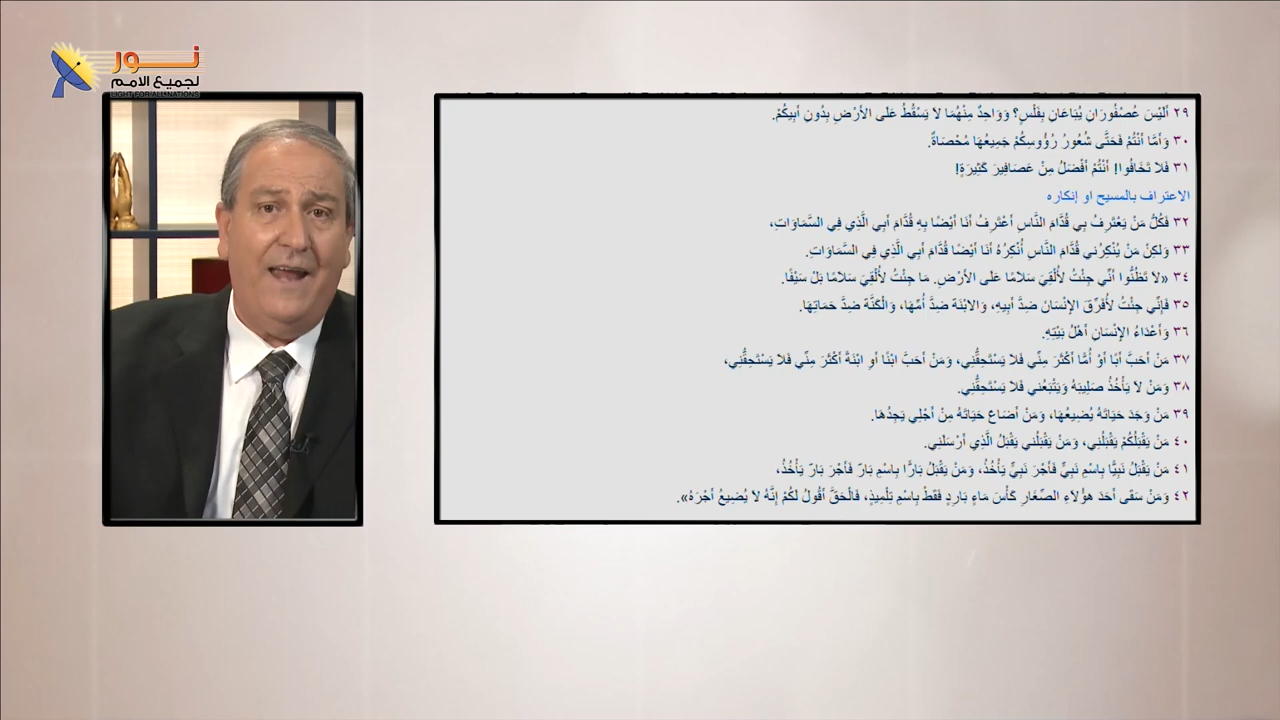 نـور
لجميع الامم
LIGHT FOR ALL NATIONS
٢٩ أَلَيْسَ عُصْفُورَانِ يُبَاعَانِ بِفَلْسٍ؟ وَوَاحِدٌ مِنْهُمَا لاَ يَسْقُطُ عَلَى الأَرْضِ بِدُونِ أَبِيكُمْ.
٣٠ وَأَمَّا أَنْتُمْ فَحَتَّى شُعُورُ رُؤُوسِكُمْ جَمِيعُهَا مُحْصَاةٌ.
٣١ فَلاَ تَخَافُوا! أَنْتُمْ أَفْضَلُ مِنْ عَصَافِيرَ كَثِيرَةٍ!
الاعتراف بالمسيح او إنكاره
٣٢ فَكُلُّ مَنْ يَعْتَرِفُ بِي قُدَّامَ النَّاسِ أَعْتَرِفُ أَنَا أَيْضًا بِهِ قُدَّامَ أَبِي الَّذِي فِي السَّمَاوَاتِ،
٣٣ وَلكِنْ مَنْ يُنْكِرُني قُدَّامَ النَّاسِ أُنْكِرُهُ أَنَا أَيْضًا قُدَّامَ أَبِي الَّذِي فِي السَّمَاوَاتِ.
٣٤ «لاَ تَظُنُّوا أَنِّي جِئْتُ لأُلْقِيَ سَلاَمًا عَلَى الأَرْضِ. مَا جِئْتُ لأُلْقِيَ سَلاَمًا بَلْ سَيْفًا.
٣٥ فَإِنِّي جِئْتُ لأُفَرِّقَ الإِنْسَانَ ضِدَّ أَبِيهِ، وَالابْنَةَ ضِدَّ أُمِّهَا، وَالْكَنَّةَ ضِدَّ حَمَاتِهَا.
٣٦ وَأَعْدَاءُ الإِنْسَانِ أَهْلُ بَيْتِهِ.
٣٧ مَنْ أَحَبَّ أَبًا أَوْ أُمًّا أَكْثَرَ مِنِّي فَلاَ يَسْتَحِقُّنِي، وَمَنْ أَحَبَّ ابْنًا أَوِ ابْنَةً أَكْثَرَ مِنِّي فَلاَ يَسْتَحِقُّنِي،
٣٨ وَمَنْ لاَ يَأْخُذُ صَلِيبَهُ وَيَتْبَعُني فَلاَ يَسْتَحِقُّنِي.
٣٩ مَنْ وَجَدَ حَيَاتَهُ يُضِيعُهَا، وَمَنْ أَضَاعَ حَيَاتَهُ مِنْ أَجْلِي يَجِدُهَا.
٤٠ مَنْ يَقْبَلُكُمْ يَقْبَلُنِي، وَمَنْ يَقْبَلُني يَقْبَلُ الَّذِي أَرْسَلَنِي.
٤١ مَنْ يَقْبَلُ نَبِيًّا بِاسْمِ نَبِيٍّ فَأَجْرَ نَبِيٍّ يَأْخُذُ، وَمَنْ يَقْبَلُ بَارًّا بِاسْمِ بَارّ فَأَجْرَ بَارّ يَأْخُذُ،
٤٢ وَمَنْ سَقَى أَحَدَ هؤُلاَءِ الصِّغَارِ كَأْسَ مَاءٍ بَارِدٍ فَقَطْ بِاسْمِ تِلْمِيذٍ، فَالْحَقَّ أَقُولُ لَكُمْ إِنَّهُ لاَ يُضِيعُ أَجْرَهُ».